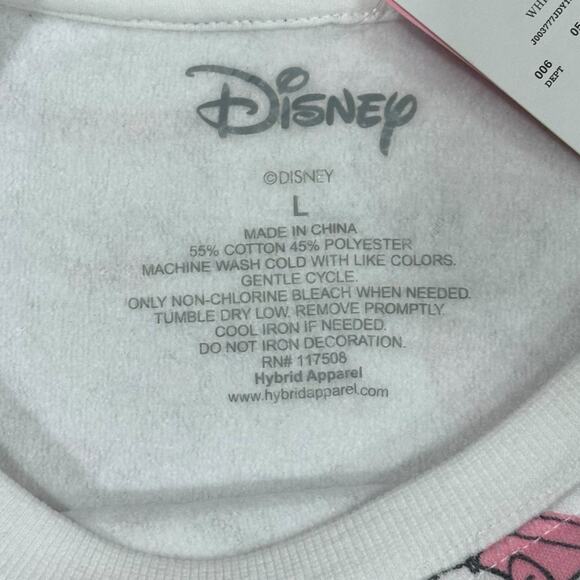 Disney
©DISNEY
L
MADE IN CHINA
55% COTTON 45% POLYESTER
MACHINE WASH COLD WITH LIKE COLORS.
GENTLE CYCLE.
ONLY NON-CHLORINE BLEACH WHEN NEEDED.
TUMBLE DRY LOW. REMOVE PROMPTLY.
COOL IRON IF NEEDED.
DO NOT IRON DECORATION.
RN# 117508
Hybrid Apparel
www.hybridapparel.com
006
DEPT